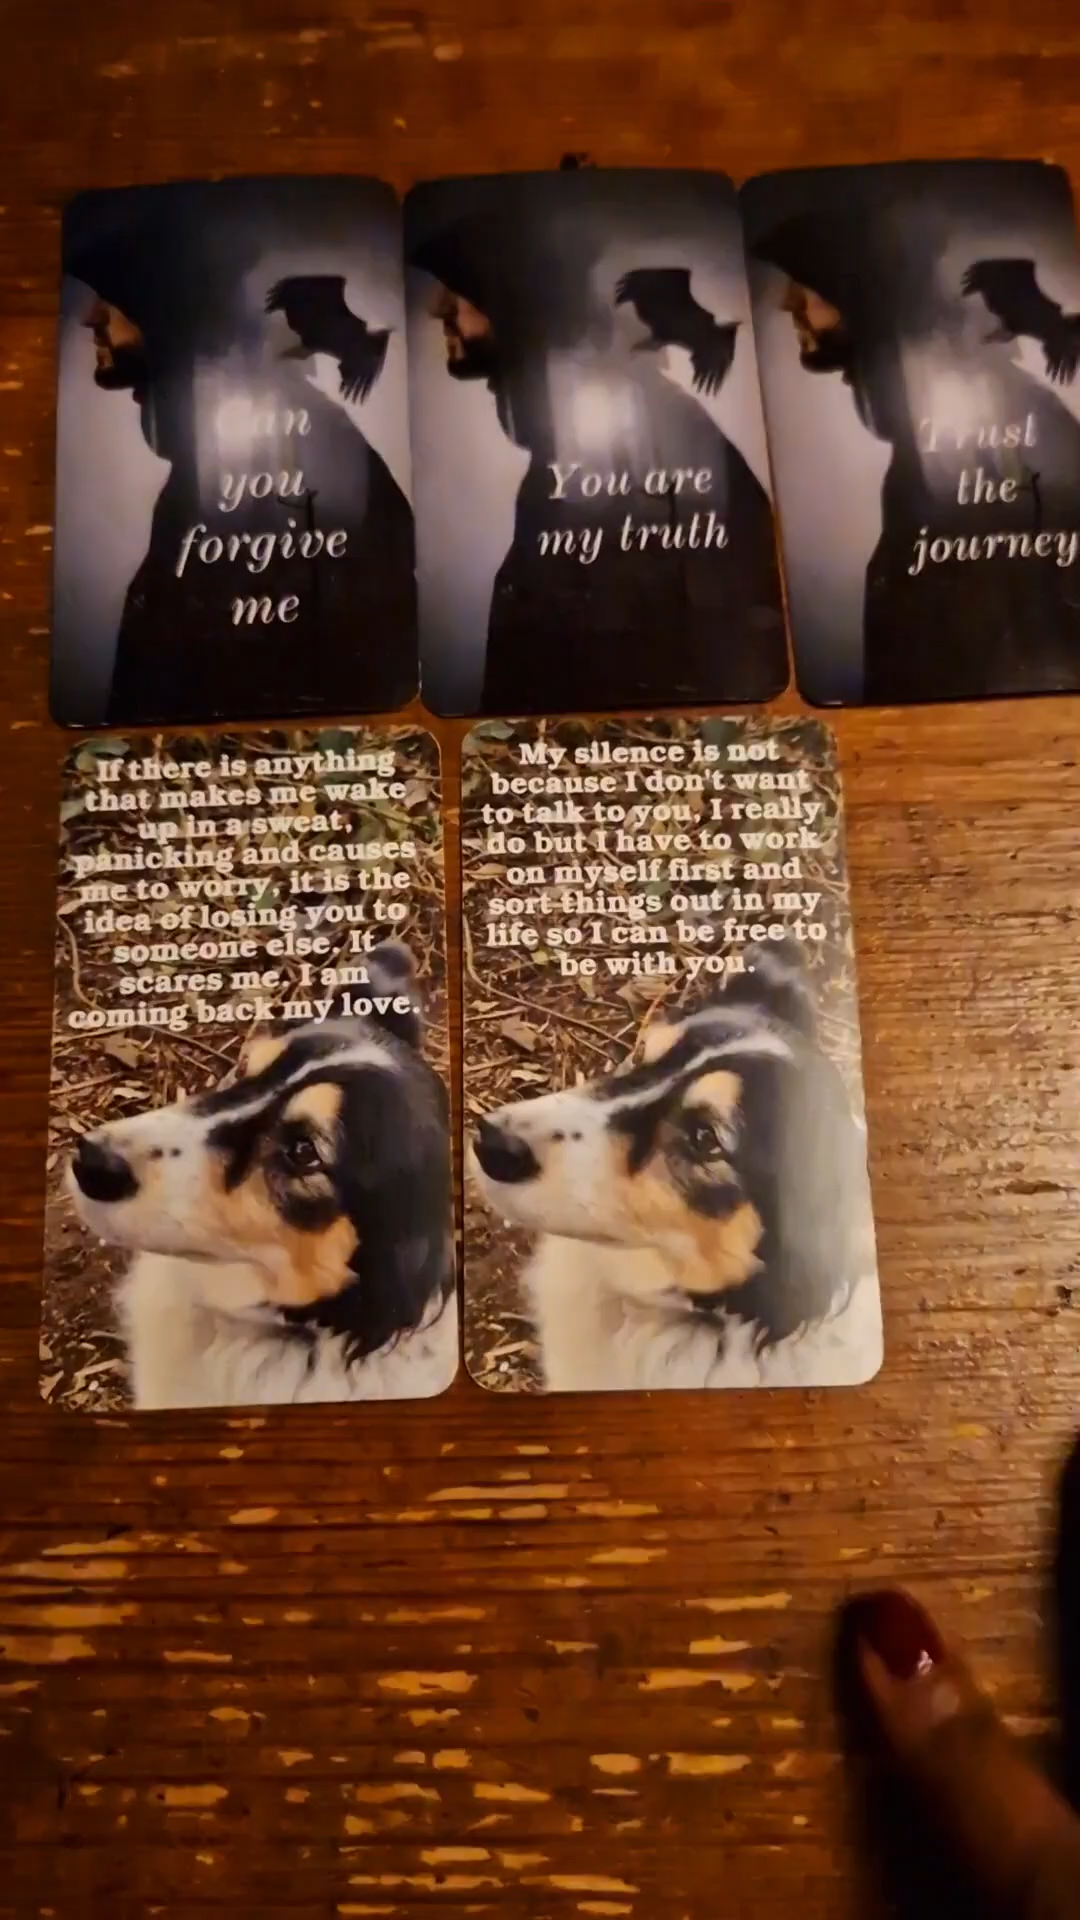 Can
you
forgive
me
You are
my truth
Trust
the
journey
If there is anything
that makes me wake
up in a sweat,
panicking and causes
me to worry, it is the
idea of losing you to
someone else. It
scares me. I am
coming back my love.
My silence is not
because I don't want
to talk to you, I really
do but I have to work
on myself first and
sort things out in my
life so I can be free to
be with you.